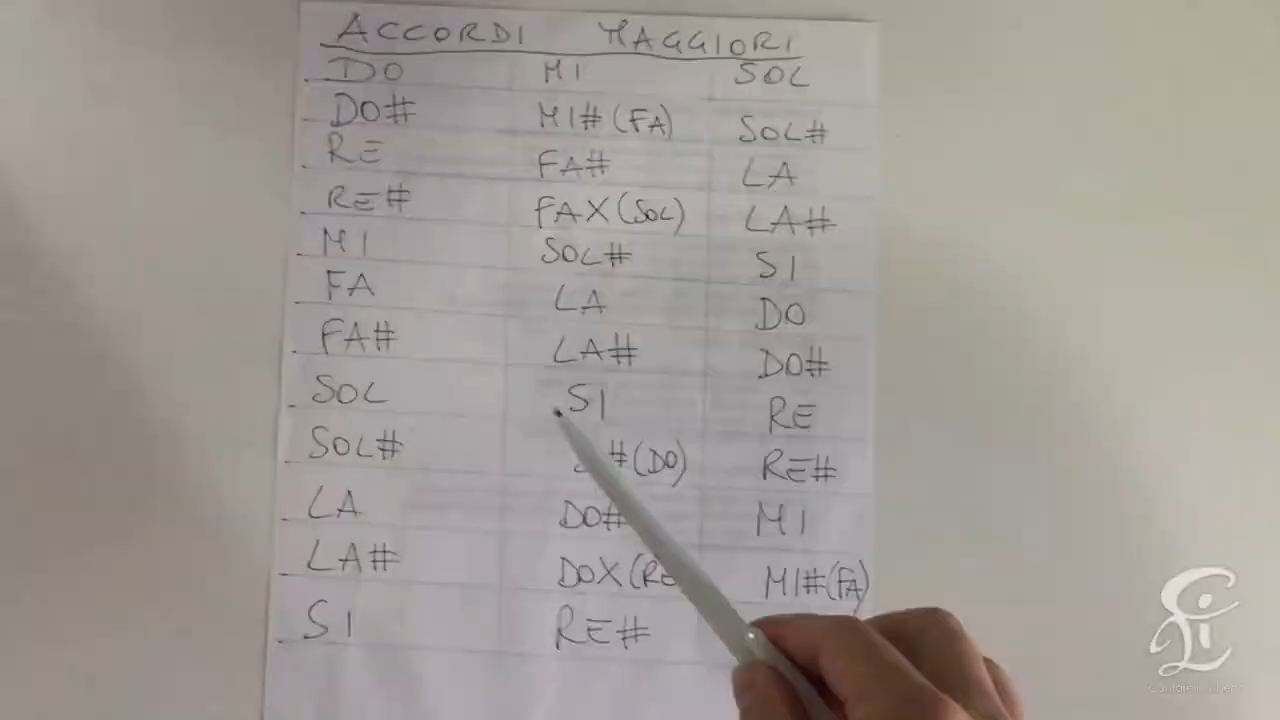 ACCORDI MAGGIORI
DO MI SOL
DO# MI#(FA) SOL#
RE FA# LA
RE# FAX(SOL) LA#
MI SOL# SI
FA LA DO
FA# LA# DO#
SOL SI RE
SOL# #(DO) RE#
LA DO# MI
LA# DOX(RE MI#(FA)
SI RE#